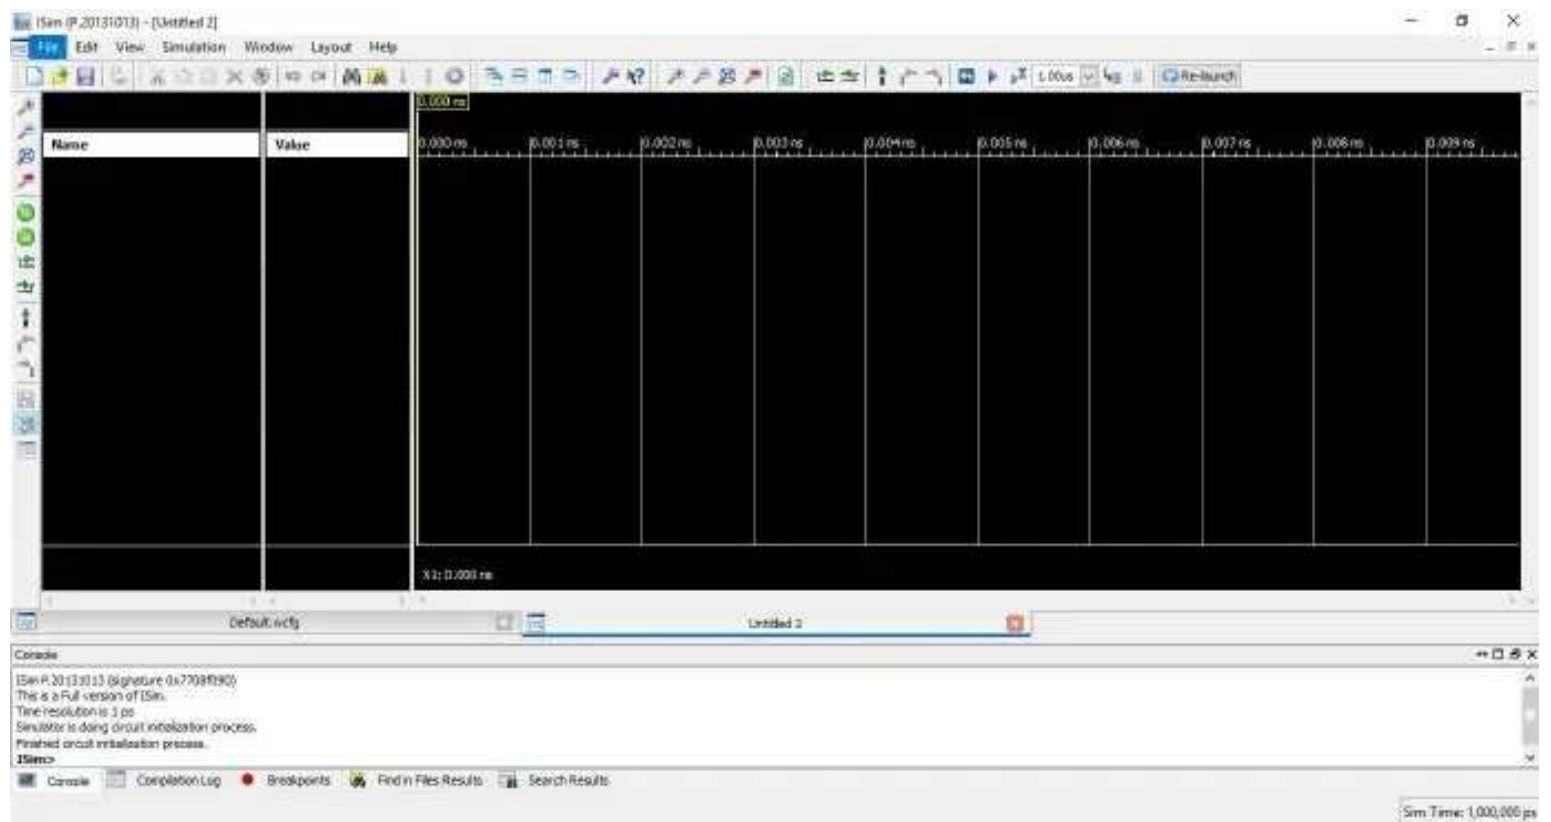 ISim (P.20131013) - [Untitled 2]
File Edit View Simulation Window Layout Help
1.00us Re-launch
0.000 ns
Name Value 0.000 ns 0.001 ns 0.002 ns 0.003 ns 0.004 ns 0.005 ns 0.006 ns 0.007 ns 0.008 ns 0.009 ns
X1: 0.000 ns
Default.wcfg Untitled 2
Console
This is a Full version of ISim.
Time resolution is 1 ps
Simulator is doing circuit initialization process.
Finished circuit initialization process.
ISim>
Console Compilation Log Breakpoints Find in Files Results Search Results
Sim Time: 1,000,000 ps